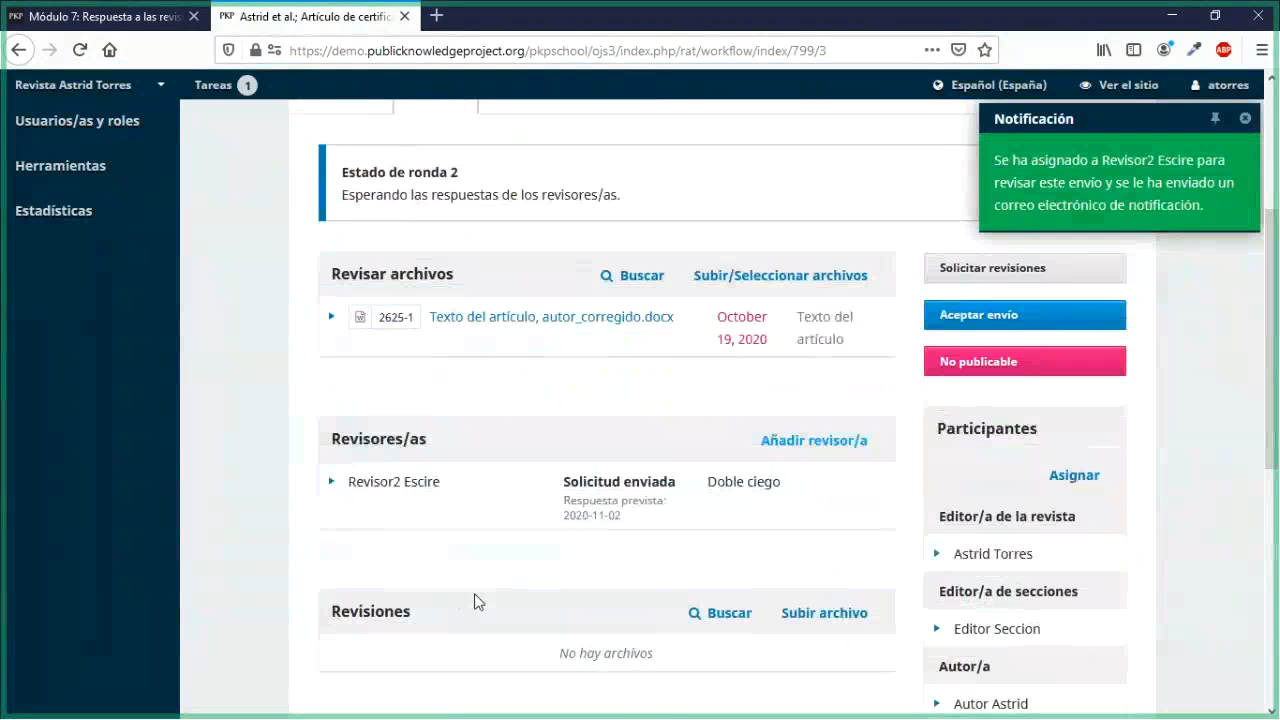 Módulo 7: Respuesta a las revis
Astrid et al.; Artículo de certific
https://demo.publicknowledgeproject.org/pkpschool/ojs3/index.php/rat/workflow/index/799/3
ABP
Revista Astrid Torres
Tareas 1
Español (España)
Ver el sitio
atorres
Usuarios/as y roles
Herramientas
Estadísticas
Notificación
Se ha asignado a Revisor2 Escire para
revisar este envío y se le ha enviado un
correo electrónico de notificación.
Estado de ronda 2
Esperando las respuestas de los revisores/as.
Revisar archivos
Buscar
Subir/Seleccionar archivos
2625-1
Texto del artículo, autor_corregido.docx
October
19, 2020
Texto del
artículo
Revisores/as
Añadir revisor/a
Revisor2 Escire
Solicitud enviada
Respuesta prevista:
2020-11-02
Doble ciego
Revisiones
Buscar
Subir archivo
No hay archivos
Solicitar revisiones
Aceptar envío
No publicable
Participantes
Asignar
Editor/a de la revista
Astrid Torres
Editor/a de secciones
Editor Seccion
Autor/a
Autor Astrid